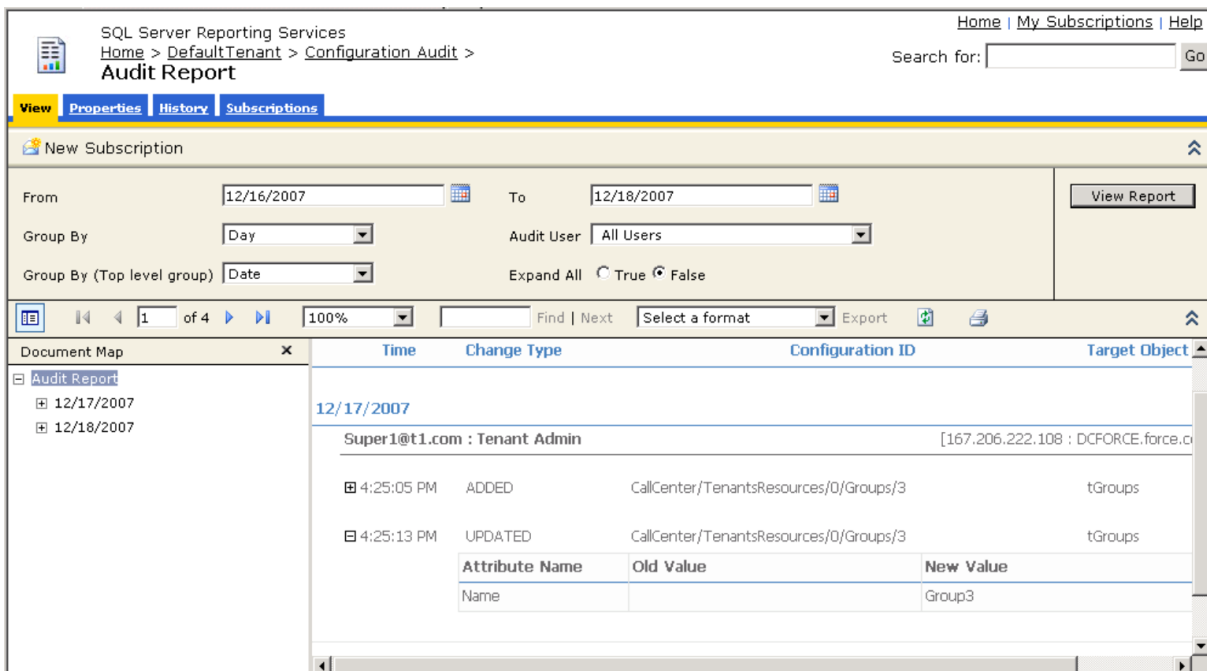 Home | My Subscriptions | Help
SQL Server Reporting Services
Home > DefaultTenant > Configuration Audit >
Audit Report
Search for: Go
View Properties History Subscriptions
New Subscription
From 12/16/2007 To 12/18/2007 View Report
Group By Day Audit User All Users
Group By (Top level group) Date Expand All True False
1 of 4 100% Find | Next Select a format Export
Document Map x Time Change Type Configuration ID Target Object
Audit Report
12/17/2007
12/18/2007
12/17/2007
Super1@t1.com : Tenant Admin [167.206.222.108 : DCFORCE.force.c
4:25:05 PM ADDED CallCenter/TenantsResources/0/Groups/3 tGroups
4:25:13 PM UPDATED CallCenter/TenantsResources/0/Groups/3 tGroups
Attribute Name Old Value New Value
Name Group3